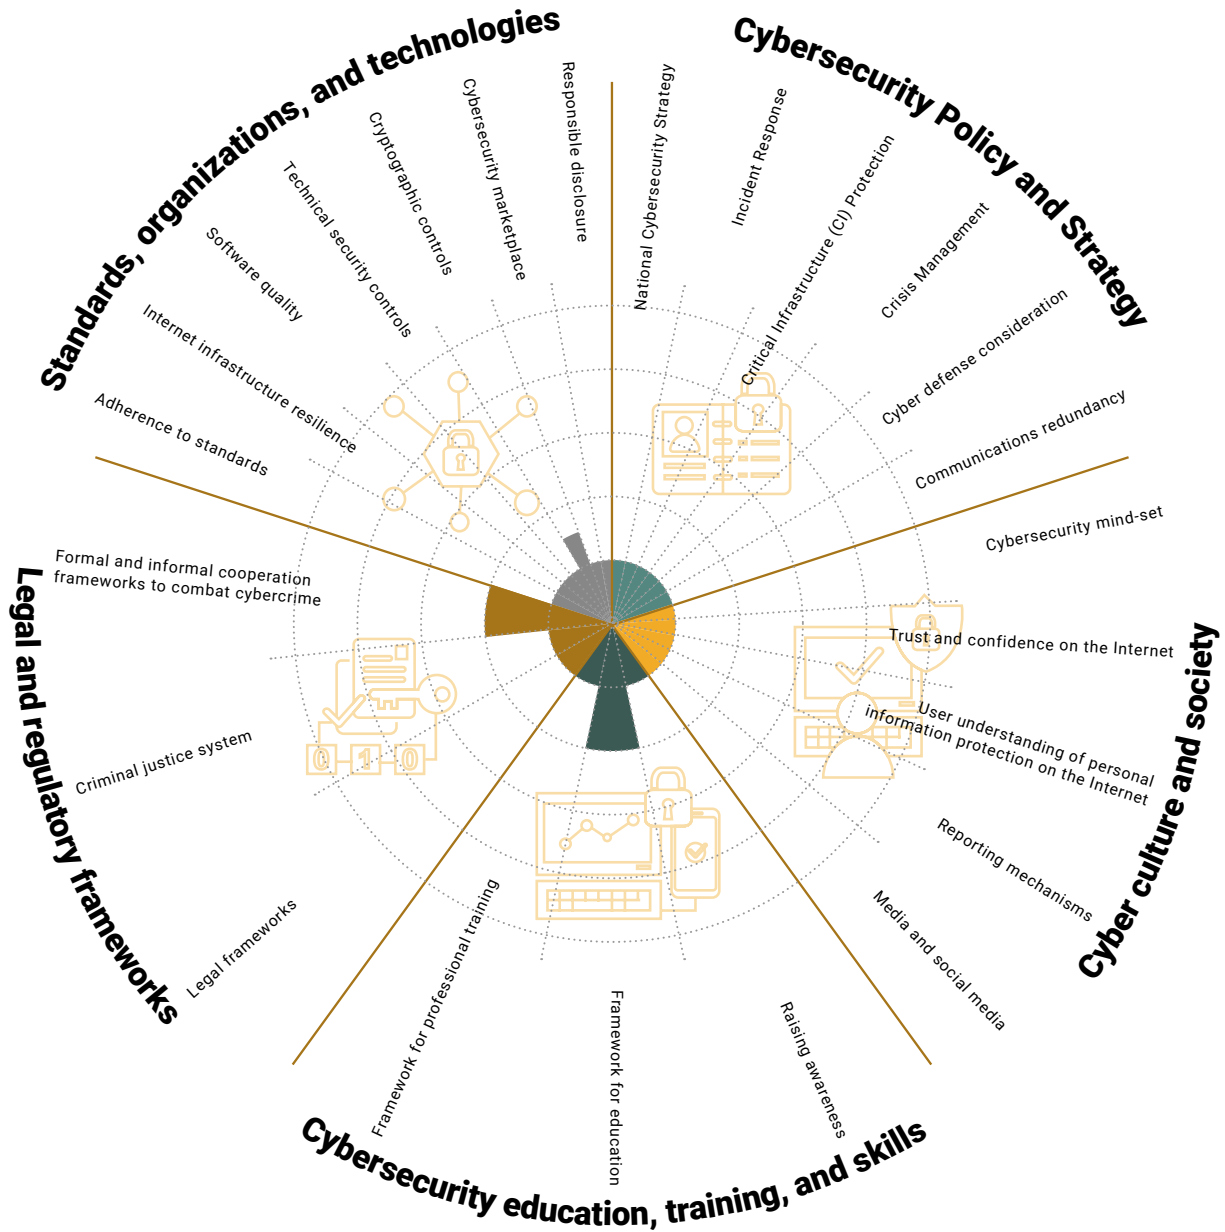 Cybersecurity Policy and Strategy
National Cybersecurity Strategy
Incident Response
Critical Infrastructure (CI) Protection
Crisis Management
Cyber defense consideration
Communications redundancy
Cyber culture and society
Cybersecurity mind-set
Trust and confidence on the Internet
User understanding of personal
information protection on the Internet
Reporting mechanisms
Media and social media
Cybersecurity education, training, and skills
Raising awareness
Framework for education
Framework for professional training
Legal and regulatory frameworks
Legal frameworks
Criminal justice system
Formal and informal cooperation
frameworks to combat cybercrime
Standards, organizations, and technologies
Adherence to standards
Internet infrastructure resilience
Software quality
Technical security controls
Cryptographic controls
Cybersecurity marketplace
Responsible disclosure
0 1 0